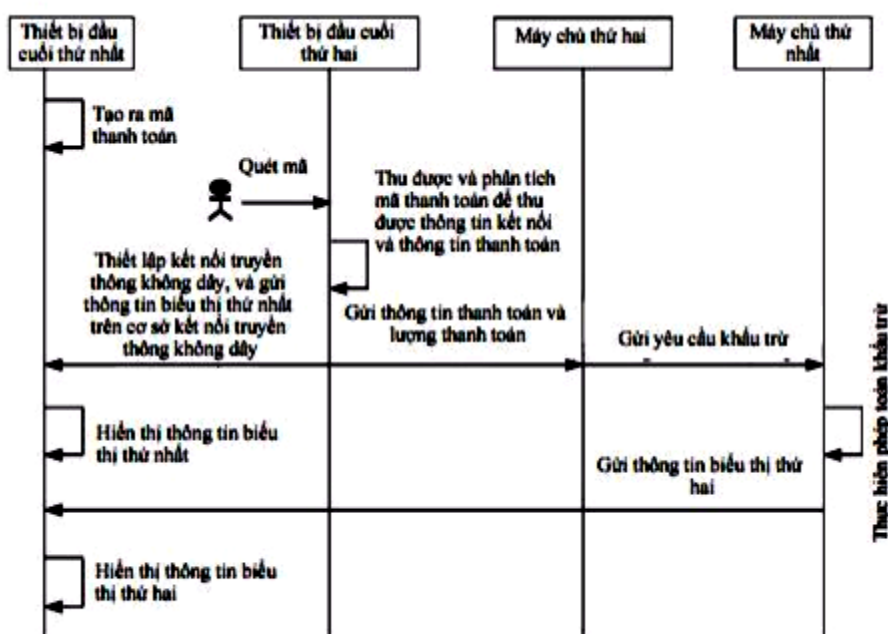 Thiết bị đầu
cuối thứ nhất
Thiết bị đầu cuối
thứ hai
Máy chủ thứ hai
Máy chủ thứ
nhất
Tạo ra mã
thanh toán
Quét mã
Thu được và phân tích
mã thanh toán để thu
được thông tin kết nối
và thông tin thanh toán
Thiết lập kết nối truyền
thông không dây, và gửi
thông tin biểu thị thứ nhất
trên cơ sở kết nối truyền
thông không dây
Gửi thông tin thanh toán và
lượng thanh toán
Gửi yêu cầu khấu trừ
Thực hiện phép toán khấu trừ
Hiển thị thông tin biểu
thị thứ nhất
Gửi thông tin biểu thị thứ
hai
Hiển thị thông tin biểu
thị thứ hai